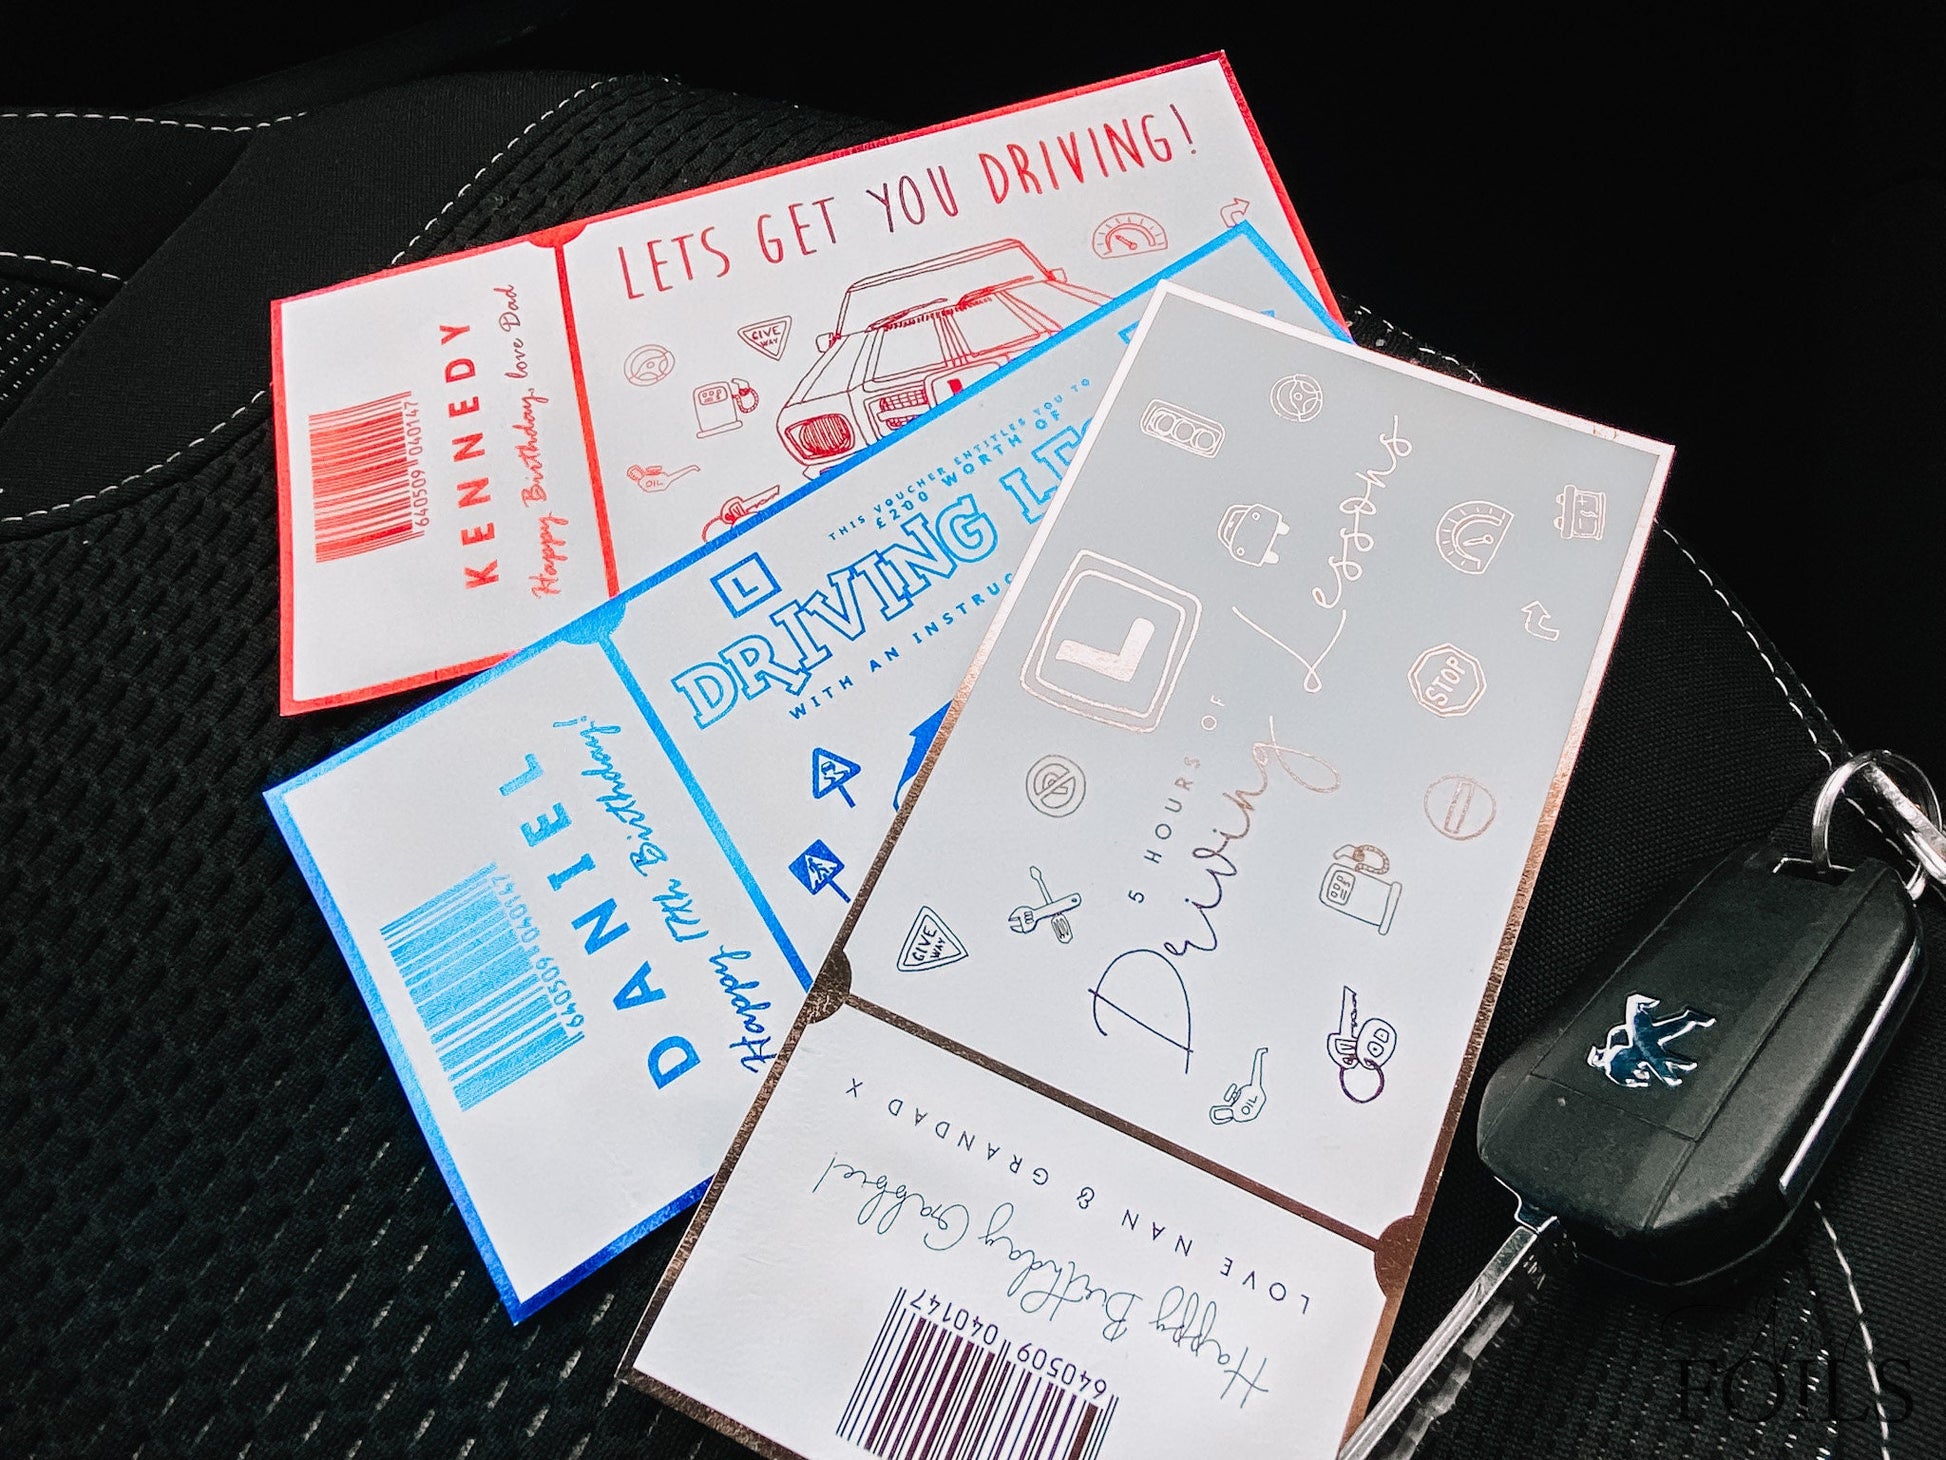 LETS GET YOU DRIVING!
GIVE
WAY
OIL
640509 040147
KENNEDY
Happy Birthday, love Dad
THIS VOUCHER ENTITLES YOU TO
£200 WORTH OF
L
DRIVING LES
WITH AN INSTRUC
640509 040147
DANIEL
Happy 17th Birthday!
L
5 HOURS OF
Driving Lessons
STOP
GIVE
WAY
OIL
Happy Birthday Gabbie!
LOVE NAN & GRANDAD X
640509 040147
FOILS